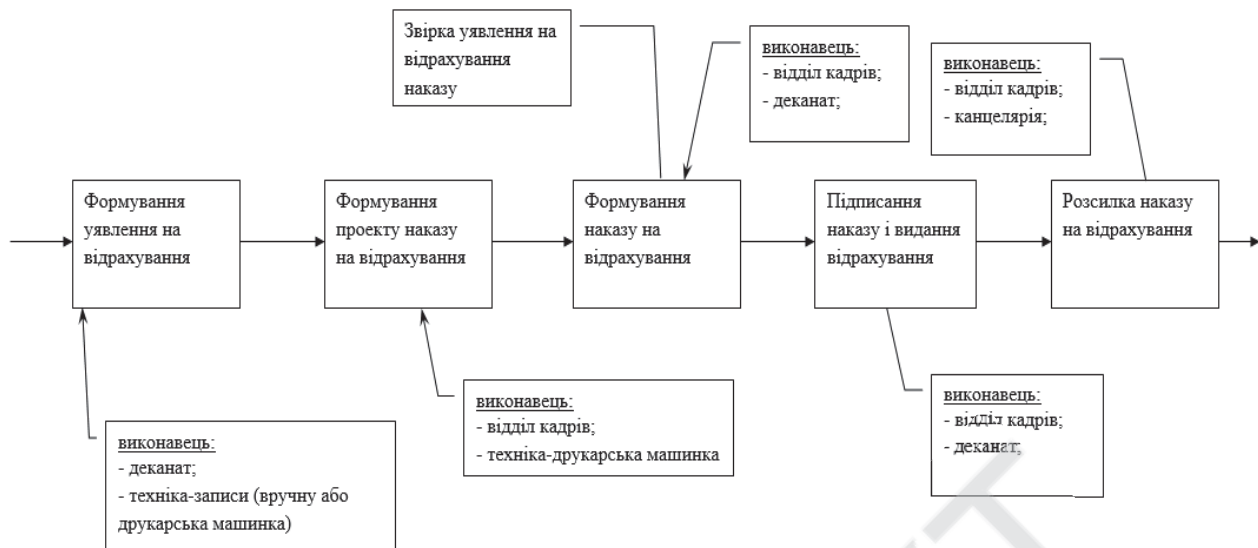 Звірка уявлення на
відрахування
наказу
виконавець:
- відділ кадрів;
- деканат;
виконавець:
- відділ кадрів;
- канцелярія;
Формування
уявлення на
відрахування
Формування
проекту наказу
на відрахування
Формування
наказу на
відрахування
Підписання
наказу і видання
відрахування
Розсилка наказу
на відрахування
виконавець:
- деканат;
- техніка-записи (вручну або
друкарська машинка)
виконавець:
- відділ кадрів;
- техніка-друкарська машинка
виконавець:
- відділ кадрів;
- деканат;